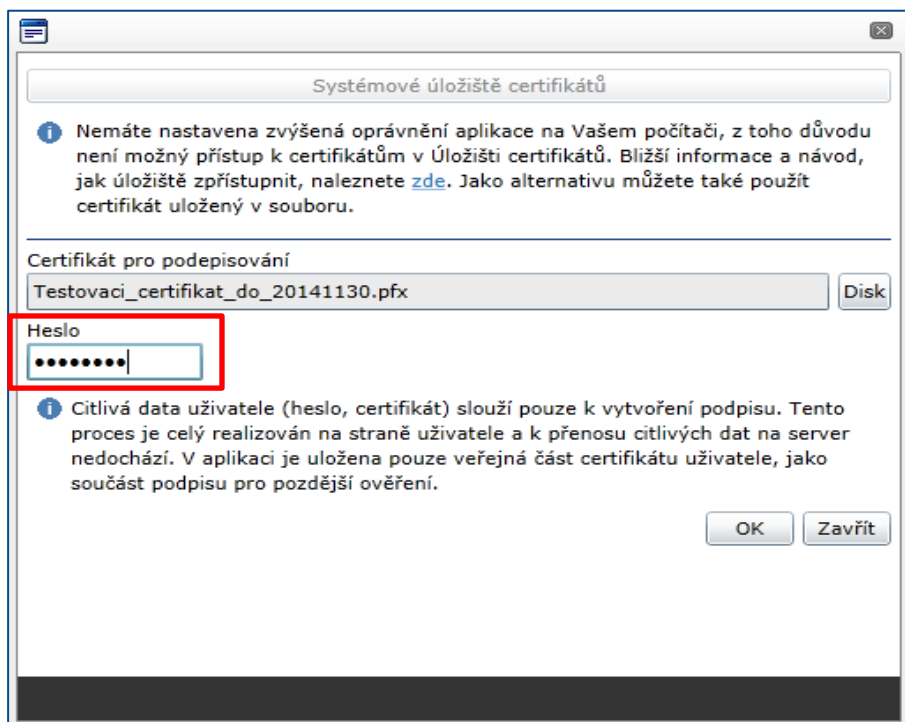 Systémové úložiště certifikátů
Nemáte nastavena zvýšená oprávnění aplikace na Vašem počítači, z toho důvodu
není možný přístup k certifikátům v Úložišti certifikátů. Bližší informace a návod,
jak úložiště zpřístupnit, naleznete zde. Jako alternativu můžete také použít
certifikát uložený v souboru.
Certifikát pro podepisování
Testovaci_certifikat_do_20141130.pfx
Disk
Heslo
••••••••
Citlivá data uživatele (heslo, certifikát) slouží pouze k vytvoření podpisu. Tento
proces je celý realizován na straně uživatele a k přenosu citlivých dat na server
nedochází. V aplikaci je uložena pouze veřejná část certifikátu uživatele, jako
součást podpisu pro pozdější ověření.
OK
Zavřít